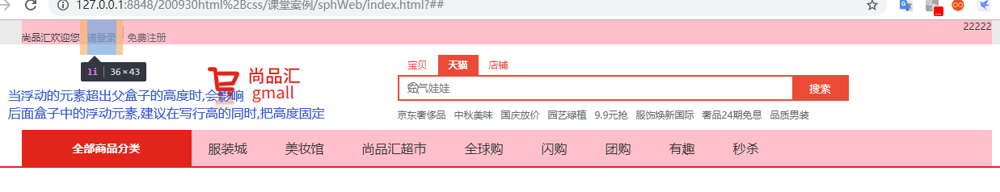 127.0.0.1:8848/200930html%2Bcss/课堂案例/sphWeb/index.html?##
尚品汇欢迎您 请登录 免费注册
22222
li 36×43
宝贝 天猫 店铺
尚品汇
gmall
气娃娃 搜索
当浮动的元素超出父盒子的高度时,会影响
后面盒子中的浮动元素,建议在写行高的同时,把高度固定
京东奢侈品 中秋美味 国庆放价 园艺绿植 9.9元抢 服饰焕新国际 奢品24期免息 品质男装
全部商品分类 服装城 美妆馆 尚品汇超市 全球购 闪购 团购 有趣 秒杀